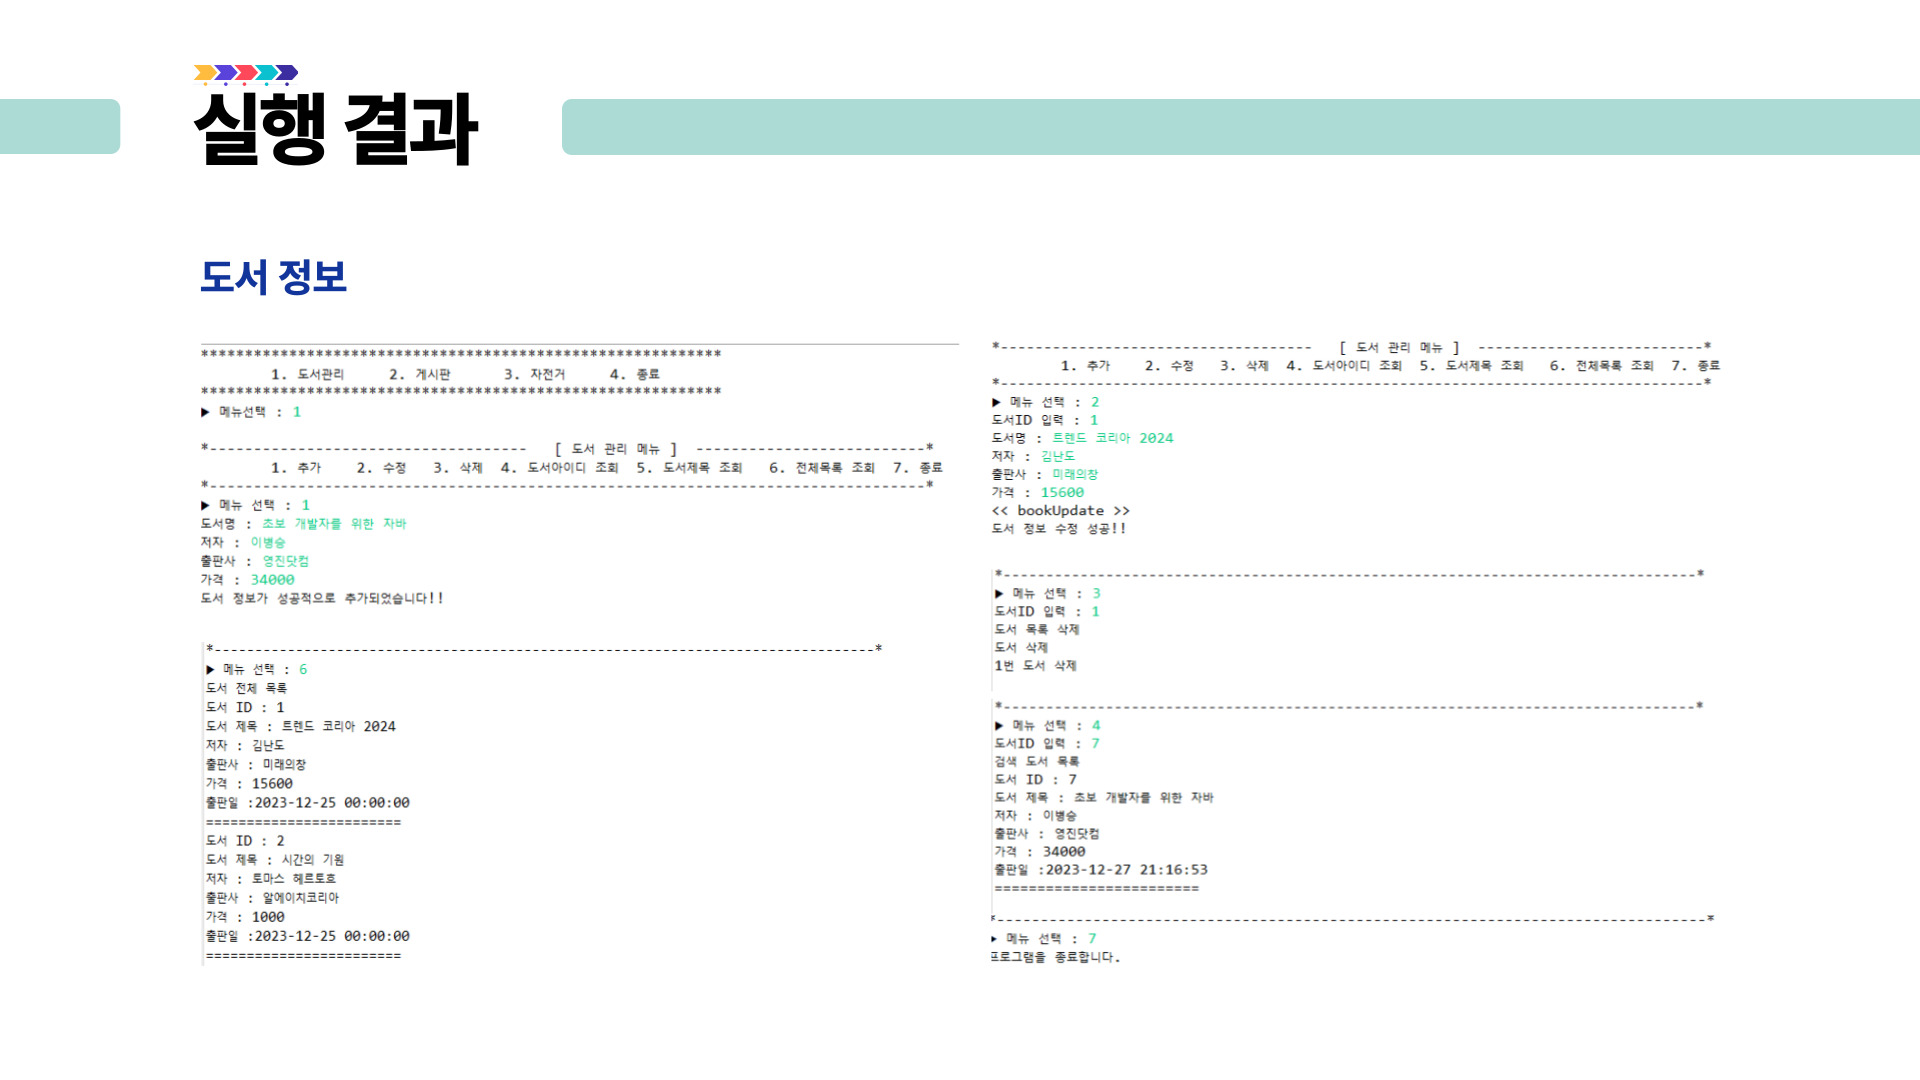 실행 결과
도서 정보
***********************************************************
1. 도서관리 2. 게시판 3. 자전거 4. 종료
***********************************************************
▶ 메뉴선택 : 1
*------------------------------------ [ 도서 관리 메뉴 ] --------------------------*
1. 추가 2. 수정 3. 삭제 4. 도서아이디 조회 5. 도서제목 조회 6. 전체목록 조회 7. 종료
*----------------------------------------------------------------------------------*
▶ 메뉴 선택 : 1
도서명 : 초보 개발자를 위한 자바
저자 : 이병승
출판사 : 영진닷컴
가격 : 34000
도서 정보가 성공적으로 추가되었습니다!!
*----------------------------------------------------------------------------------*
▶ 메뉴 선택 : 6
도서 전체 목록
도서 ID : 1
도서 제목 : 트렌드 코리아 2024
저자 : 김난도
출판사 : 미래의창
가격 : 15600
출판일 :2023-12-25 00:00:00
========================
도서 ID : 2
도서 제목 : 시간의 기원
저자 : 토마스 헤르토흐
출판사 : 알에이치코리아
가격 : 1000
출판일 :2023-12-25 00:00:00
========================
*------------------------------------ [ 도서 관리 메뉴 ] --------------------------*
1. 추가 2. 수정 3. 삭제 4. 도서아이디 조회 5. 도서제목 조회 6. 전체목록 조회 7. 종료
*----------------------------------------------------------------------------------*
▶ 메뉴 선택 : 2
도서ID 입력 : 1
도서명 : 트렌드 코리아 2024
저자 : 김난도
출판사 : 미래의창
가격 : 15600
<< bookUpdate >>
도서 정보 수정 성공!!
*----------------------------------------------------------------------------------*
▶ 메뉴 선택 : 3
도서ID 입력 : 1
도서 목록 삭제
도서 삭제
1번 도서 삭제
*----------------------------------------------------------------------------------*
▶ 메뉴 선택 : 4
도서ID 입력 : 7
검색 도서 목록
도서 ID : 7
도서 제목 : 초보 개발자를 위한 자바
저자 : 이병승
출판사 : 영진닷컴
가격 : 34000
출판일 :2023-12-27 21:16:53
========================
*----------------------------------------------------------------------------------*
▶ 메뉴 선택 : 7
프로그램을 종료합니다.